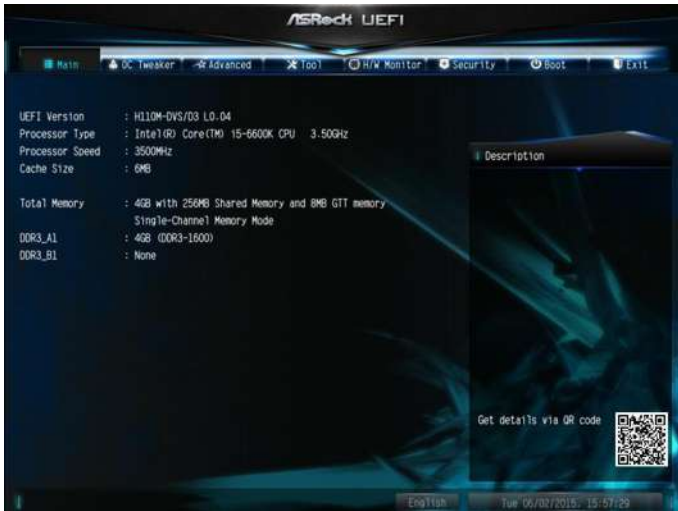 ASRock UEFI
Main OC Tweaker Advanced Tool H/W Monitor Security Boot Exit
UEFI Version : H110M-DVS/D3 L0.04
Processor Type : Intel(R) Core(TM) i5-6600K CPU 3.50GHz
Processor Speed : 3500MHz
Cache Size : 6MB
Total Memory : 4GB with 256MB Shared Memory and 8MB GTT memory
Single-Channel Memory Mode
DDR3_A1 : 4GB (DDR3-1600)
DDR3_B1 : None
Description
Get details via QR code
English Tue 06/02/2015. 15:57:29